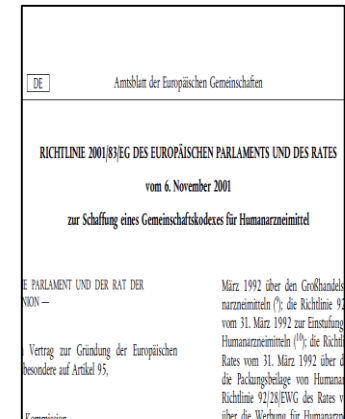 DE
Amtsblatt der Europäischen Gemeinschaften
RICHTLINIE 2001/83/EG DES EUROPÄISCHEN PARLAMENTS UND DES RATES
vom 6. November 2001
zur Schaffung eines Gemeinschaftskodexes für Humanarzneimittel
E PARLAMENT UND DER RAT DER
NION —
Vertrag zur Gründung der Europäischen
besondere auf Artikel 95,
Kommission
März 1992 über den Großhandels
narzneimitteln (⁹); die Richtlinie 92
vom 31. März 1992 zur Einstufung
Humanarzneimitteln (¹⁰); die Richtli
Rates vom 31. März 1992 über d
die Packungsbeilage von Humana
Richtlinie 92/28/EWG des Rates v
über die Werbung für Humanarzn